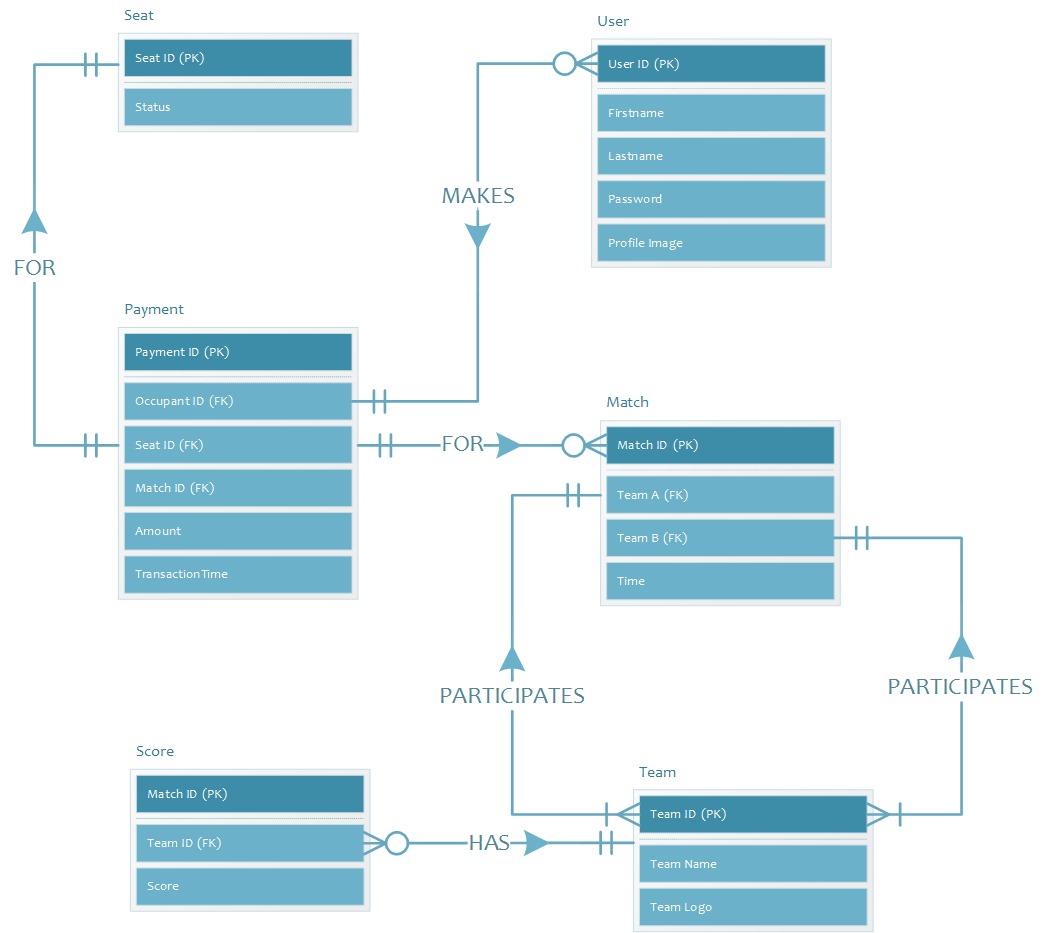 Seat
Seat ID (PK)
Status
User
User ID (PK)
Firstname
Lastname
Password
Profile Image
MAKES
FOR
Payment
Payment ID (PK)
Occupant ID (FK)
Seat ID (FK)
Match ID (FK)
Amount
TransactionTime
FOR
Match
Match ID (PK)
Team A (FK)
Team B (FK)
Time
PARTICIPATES
PARTICIPATES
Score
Match ID (PK)
Team ID (FK)
Score
HAS
Team
Team ID (PK)
Team Name
Team Logo